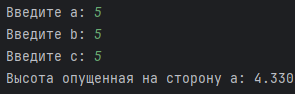 Введите a: 5
Введите b: 5
Введите c: 5
Высота опущенная на сторону a: 4.330